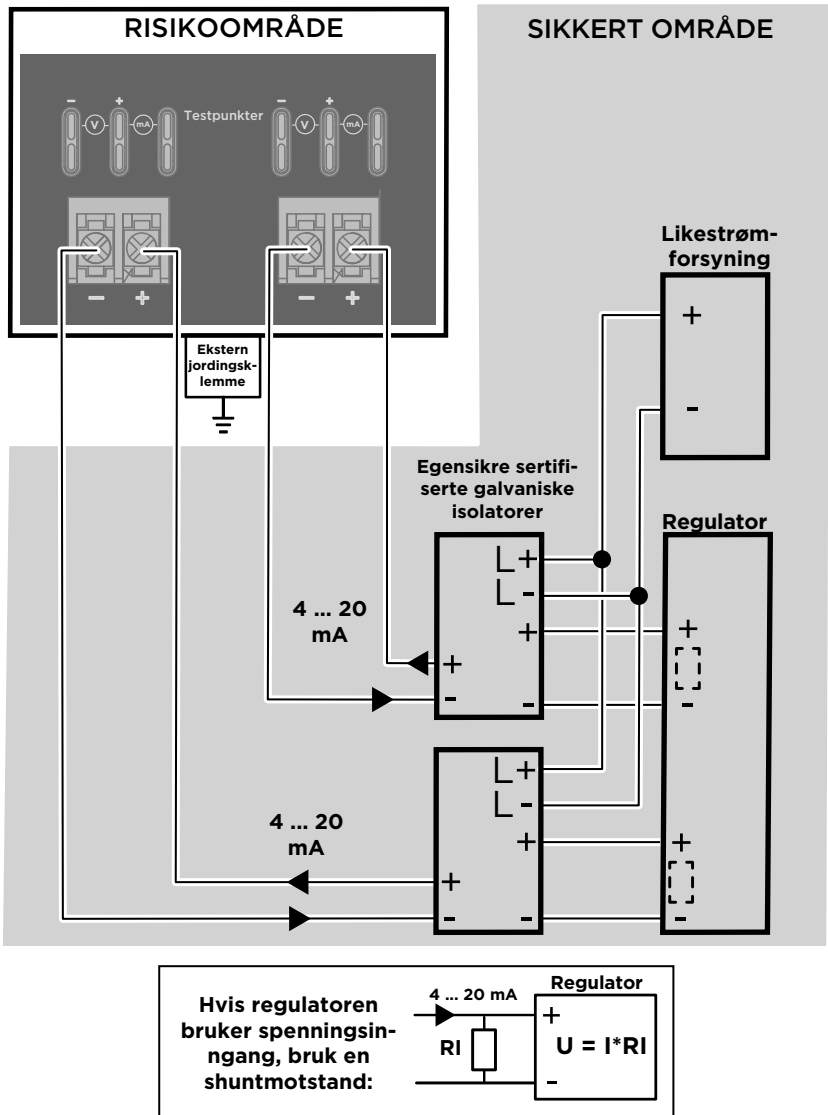 RISIKOOMRÅDE
SIKKERT OMRÅDE
- + - +
V mA Testpunkter V mA
- + - +
Ekstern
jordingsk-
lemme
Likestrøm-
forsyning
+
-
Egensikre sertifi-
serte galvaniske
isolatorer
Regulator
L+
L-
+ +
4 ... 20
mA
+
- - -
L+
L-
+ +
4 ... 20
mA
+
- - -
Hvis regulatoren
bruker spenningsin-
ngang, bruk en
shuntmotstand:
4 ... 20 mA
RI
Regulator
+
U = I*RI
-